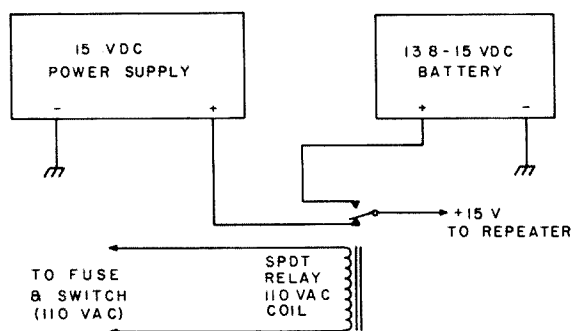 15 VDC
POWER SUPPLY
- +
13 8-15 VDC
BATTERY
+ -
+15 V
TO REPEATER
TO FUSE
& SWITCH
(110 VAC)
SPDT
RELAY
110 VAC
COIL